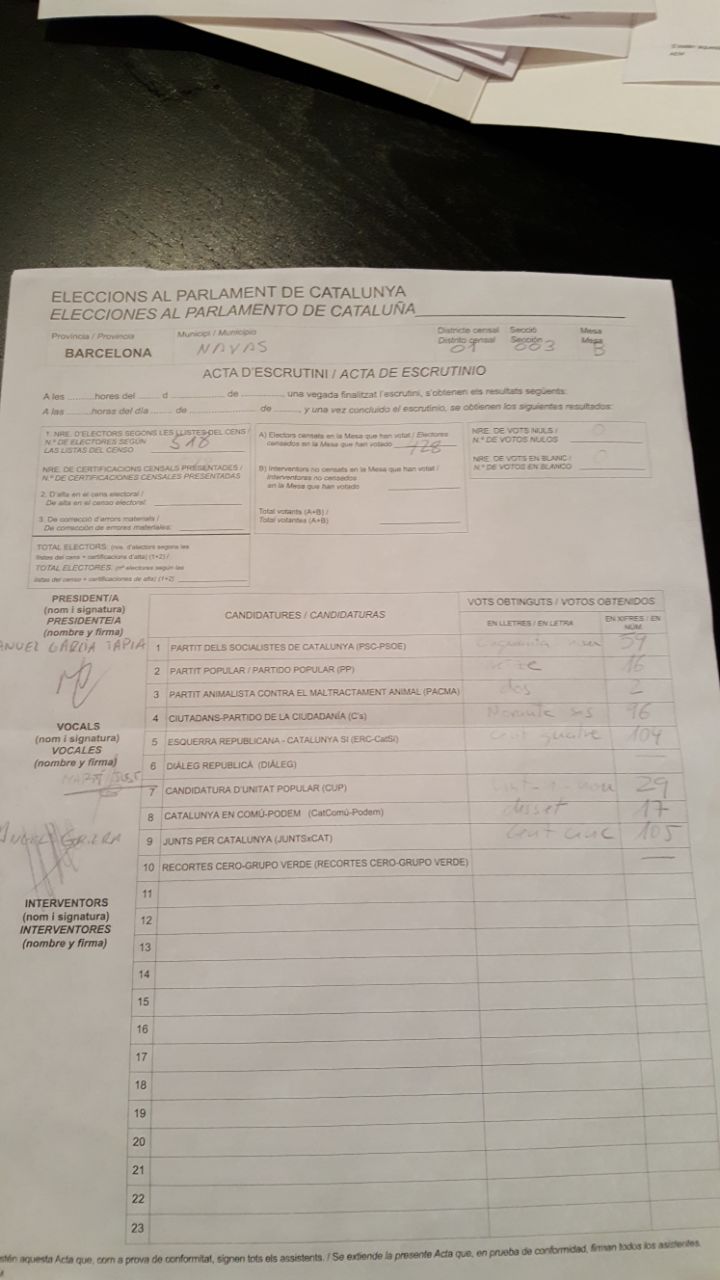 ELECCIONS AL PARLAMENT DE CATALUNYA
ELECCIONES AL PARLAMENTO DE CATALUÑA
Província / Provincia
BARCELONA
Municipi / Municipio
NAVAS
Districte censal
Distrito censal
01
Secció
Sección
003
Mesa
Mesa
B
ACTA D'ESCRUTINI / ACTA DE ESCRUTINIO
A les ......... hores del ...... d ............ de ............, una vegada finalitzat l'escrutini, s'obtenen els resultats següents:
A las ......... horas del día ...... de ............ de ............, y una vez concluido el escrutinio, se obtienen los siguientes resultados:
1. NRE. D'ELECTORS SEGONS LES LLISTES DEL CENS /
N.º DE ELECTORES SEGÚN
LAS LISTAS DEL CENSO
518
NRE. DE CERTIFICACIONS CENSALS PRESENTADES /
N.º DE CERTIFICACIONES CENSALES PRESENTADAS
2. D'alta en el cens electoral /
De alta en el censo electoral:
3. De correcció d'errors materials /
De corrección de errores materiales:
TOTAL ELECTORS: (nre. d'electors segons les
llistes del cens + certificacions d'alta) (1+2) /
TOTAL ELECTORES: (nº electores según las
listas del censo + certificaciones de alta) (1+2)
A) Electors censats en la Mesa que han votat / Electores
censados en la Mesa que han votado
428
B) Interventors no censats en la Mesa que han votat /
Interventores no censados
en la Mesa que han votado
Total votants (A+B) /
Total votantes (A+B)
NRE. DE VOTS NULS /
N.º DE VOTOS NULOS
0
NRE. DE VOTS EN BLANC /
N.º DE VOTOS EN BLANCO
0
PRESIDENT/A
(nom i signatura)
PRESIDENTE/A
(nombre y firma)
ANUEL GARCÍA TAPIA
VOCALS
(nom i signatura)
VOCALES
(nombre y firma)
INTERVENTORS
(nom i signatura)
INTERVENTORES
(nombre y firma)
CANDIDATURES / CANDIDATURAS
VOTS OBTINGUTS / VOTOS OBTENIDOS
EN LLETRES / EN LETRA
EN XIFRES / EN NÚM.
1 PARTIT DELS SOCIALISTES DE CATALUNYA (PSC-PSOE) 59
2 PARTIT POPULAR / PARTIDO POPULAR (PP) setze 16
3 PARTIT ANIMALISTA CONTRA EL MALTRACTAMENT ANIMAL (PACMA) dos 2
4 CIUTADANS-PARTIDO DE LA CIUDADANÍA (C's) Noranta sis 96
5 ESQUERRA REPUBLICANA - CATALUNYA SI (ERC-CatSí) cent quatre 104
6 DIÀLEG REPUBLICÀ (DIÀLEG) —
7 CANDIDATURA D'UNITAT POPULAR (CUP) vint-i-nou 29
8 CATALUNYA EN COMÚ-PODEM (CatComú-Podem) disset 17
9 JUNTS PER CATALUNYA (JUNTSxCAT) cent cinc 105
10 RECORTES CERO-GRUPO VERDE (RECORTES CERO-GRUPO VERDE) —
11
12
13
14
15
16
17
18
19
20
21
22
23
stén aquesta Acta que, com a prova de conformitat, signen tots els assistents. / Se extiende la presente Acta que, en prueba de conformidad, firman todos los asistentes.